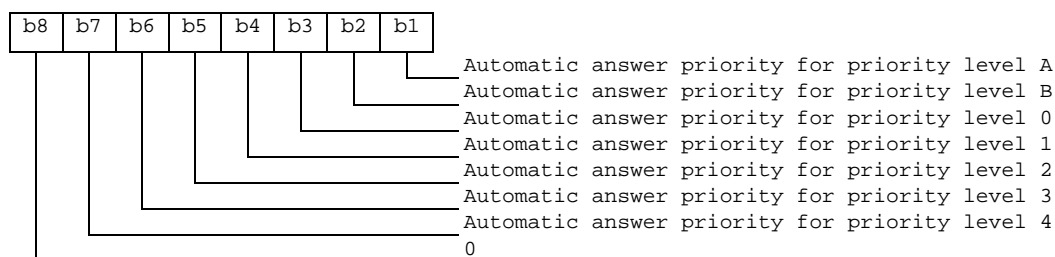 b8 b7 b6 b5 b4 b3 b2 b1
Automatic answer priority for priority level A
Automatic answer priority for priority level B
Automatic answer priority for priority level 0
Automatic answer priority for priority level 1
Automatic answer priority for priority level 2
Automatic answer priority for priority level 3
Automatic answer priority for priority level 4
0